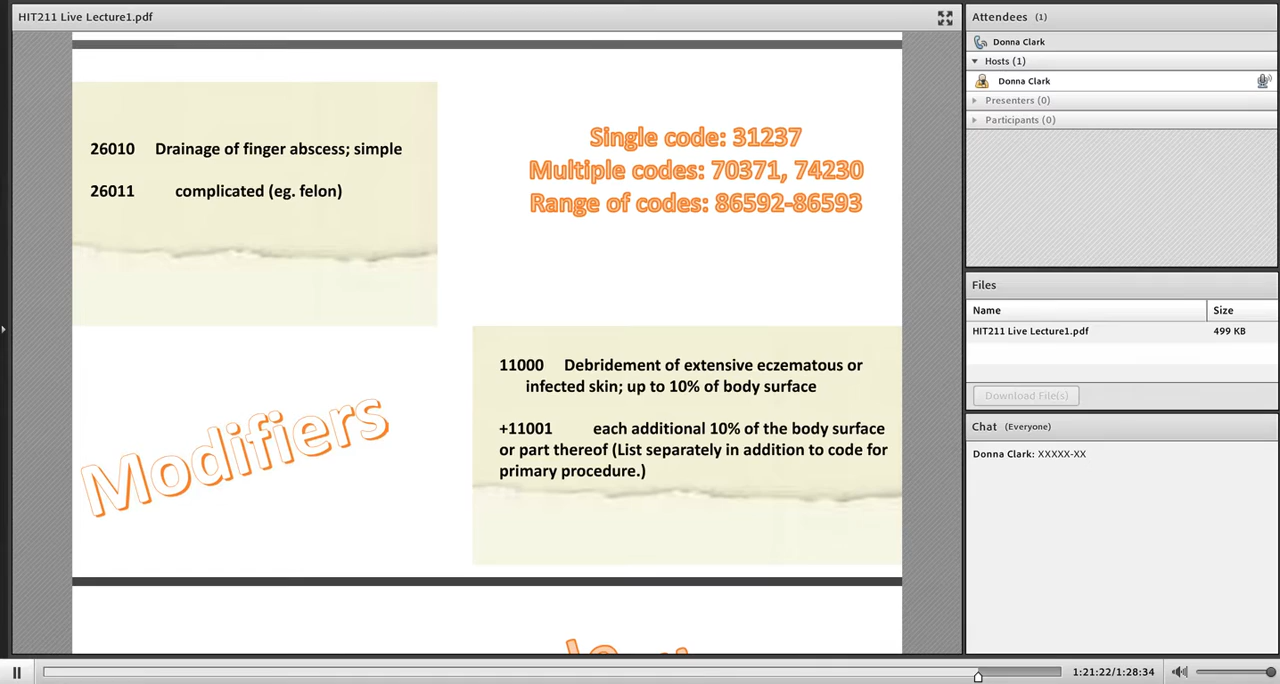 HIT211 Live Lecture1.pdf
26010 Drainage of finger abscess; simple
26011 complicated (eg. felon)
Single code: 31237
Multiple codes: 70371, 74230
Range of codes: 86592-86593
Modifiers
11000 Debridement of extensive eczematous or
infected skin; up to 10% of body surface
+11001 each additional 10% of the body surface
or part thereof (List separately in addition to code for
primary procedure.)
Attendees (1)
Donna Clark
Hosts (1)
Donna Clark
Presenters (0)
Participants (0)
Files
Name Size
HIT211 Live Lecture1.pdf 499 KB
Download File(s)
Chat (Everyone)
Donna Clark: XXXXX-XX
1:21:22/1:28:34